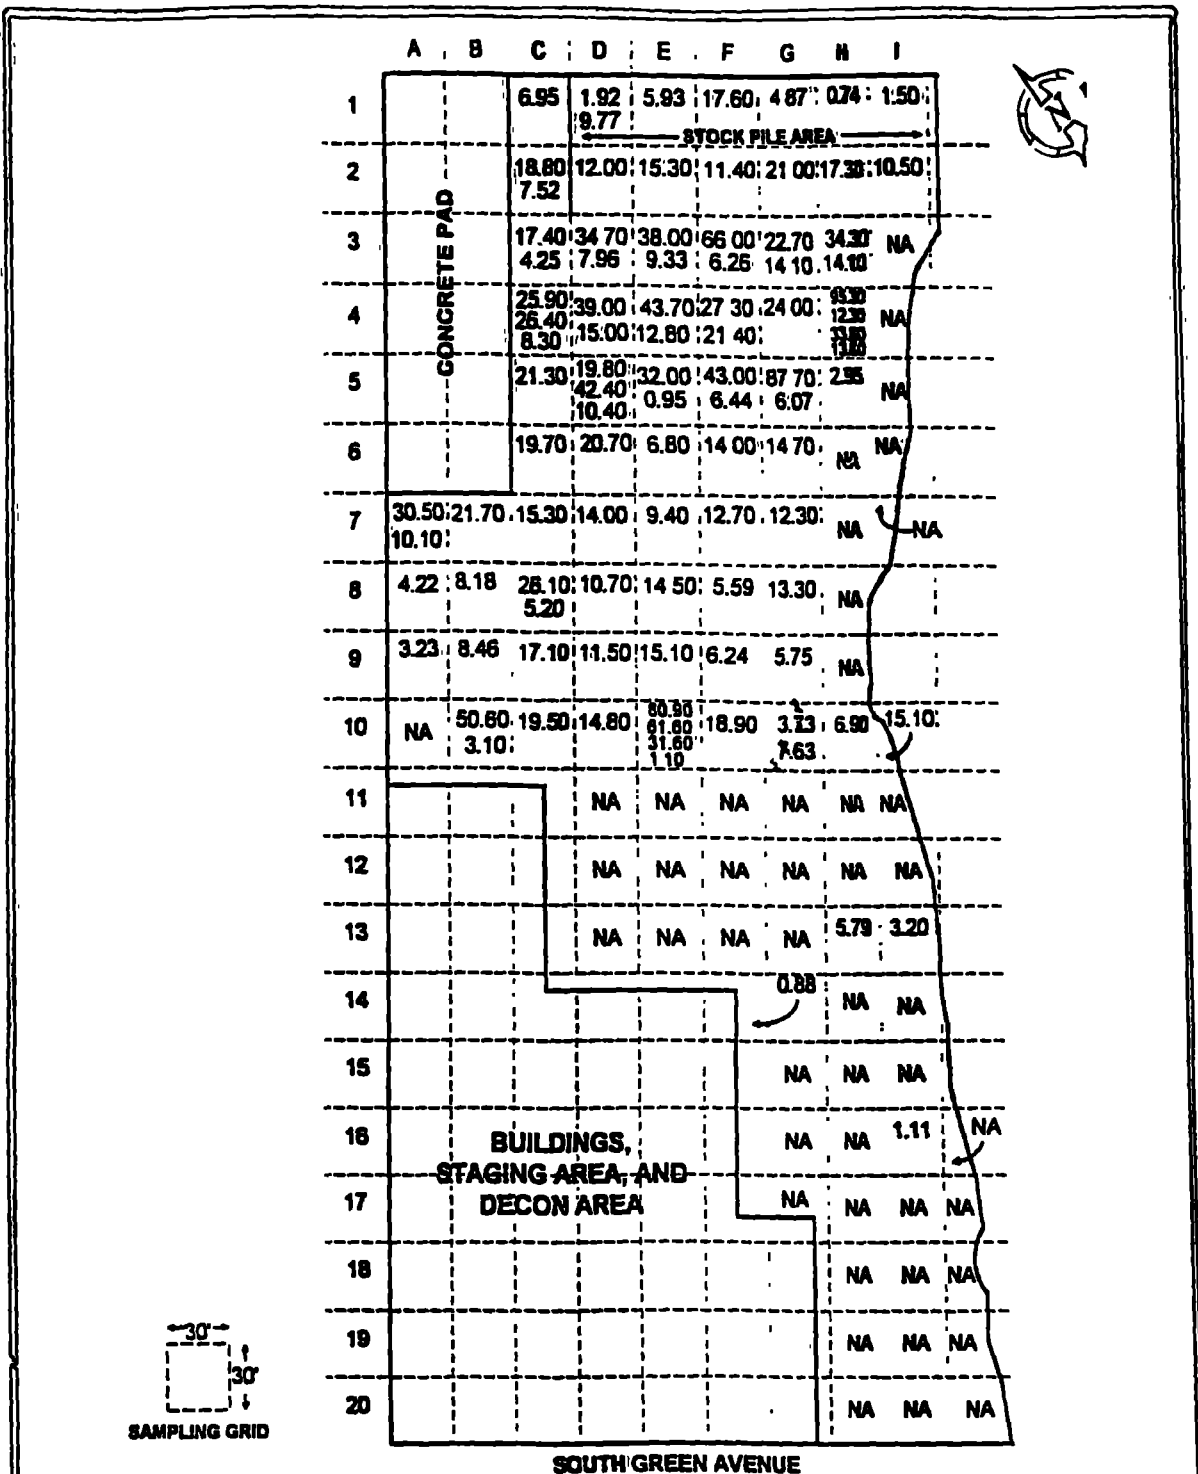 A B C D E F G H I
1 6.95 1.92 5.93 17.60 4 87 0.74 1.50
9.77
STOCK PILE AREA
2 18.80 12.00 15.30 11.40 21 00 17.30 10.50
7.52
CONCRETE PAD
3 17.40 34 70 38.00 66 00 22.70 34.30 NA
4.25 7.96 9.33 6.26 14 10 14.10
4 25.90 39.00 43.70 27 30 24 00 NA
26.40 12.30
8.30 15.00 12.80 21 40
5 21.30 19.80 32.00 43.00 87 70 NA
42.40 0.95 6.44 6.07
10.40
6 19.70 20.70 6.80 14 00 14 70 NA NA
7 30.50 21.70 15.30 14.00 9.40 12.70 12.30 NA NA
10.10
8 4.22 8.18 26.10 10.70 14 50 5.59 13.30 NA
5.20
9 3.23 8.46 17.10 11.50 15.10 6.24 5.75 NA
10 NA 50.60 19.50 14.80 18.90 6.90 15.10
3.10 61.60
31.60
1 10
11 NA NA NA NA NA NA
12 NA NA NA NA NA NA
13 NA NA NA NA 5.79 3.20
14 0.88 NA NA
15 NA NA NA
16 NA NA 1.11 NA
BUILDINGS,
STAGING AREA, AND
DECON AREA
17 NA NA NA NA
18 NA NA NA
19 NA NA NA
20 NA NA NA
30'
30'
SAMPLING GRID
SOUTH GREEN AVENUE